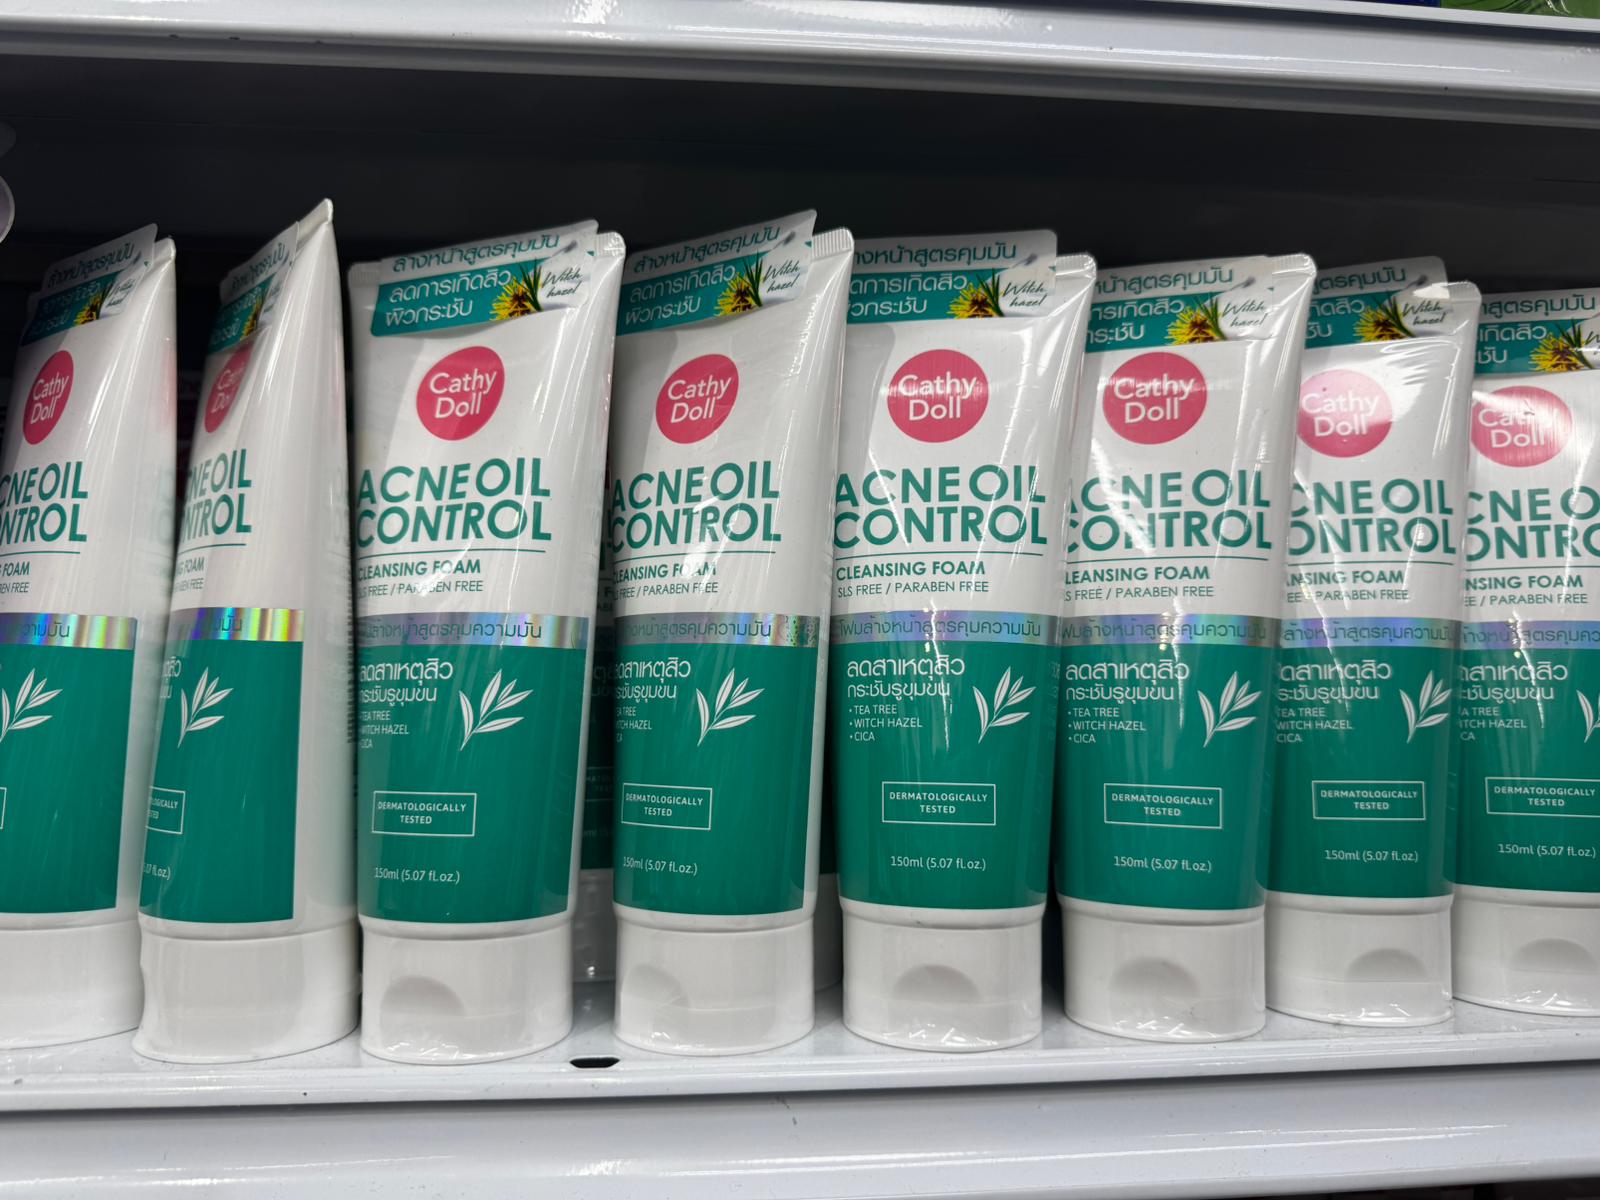 ล้างหน้าสูตรคุมมัน
ลดการเกิดสิว
ผิวกระชับ
Witch
hazel
Cathy
Doll
ACNE OIL
CONTROL
CLEANSING FOAM
SLS FREE / PARABEN FREE
โฟมล้างหน้าสูตรคุมความมัน
ลดสาเหตุสิว
กระชับรูขุมขน
• TEA TREE
• WITCH HAZEL
• CICA
DERMATOLOGICALLY
TESTED
150ml (5.07 fl.oz.)